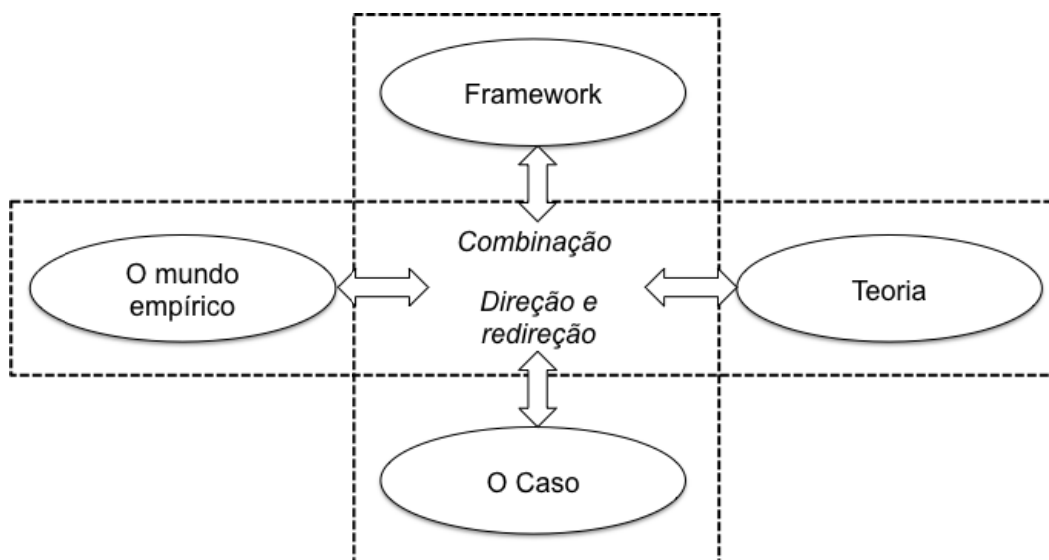 Framework
Combinação
O mundo
empírico
Direção e
redireção
Teoria
O Caso